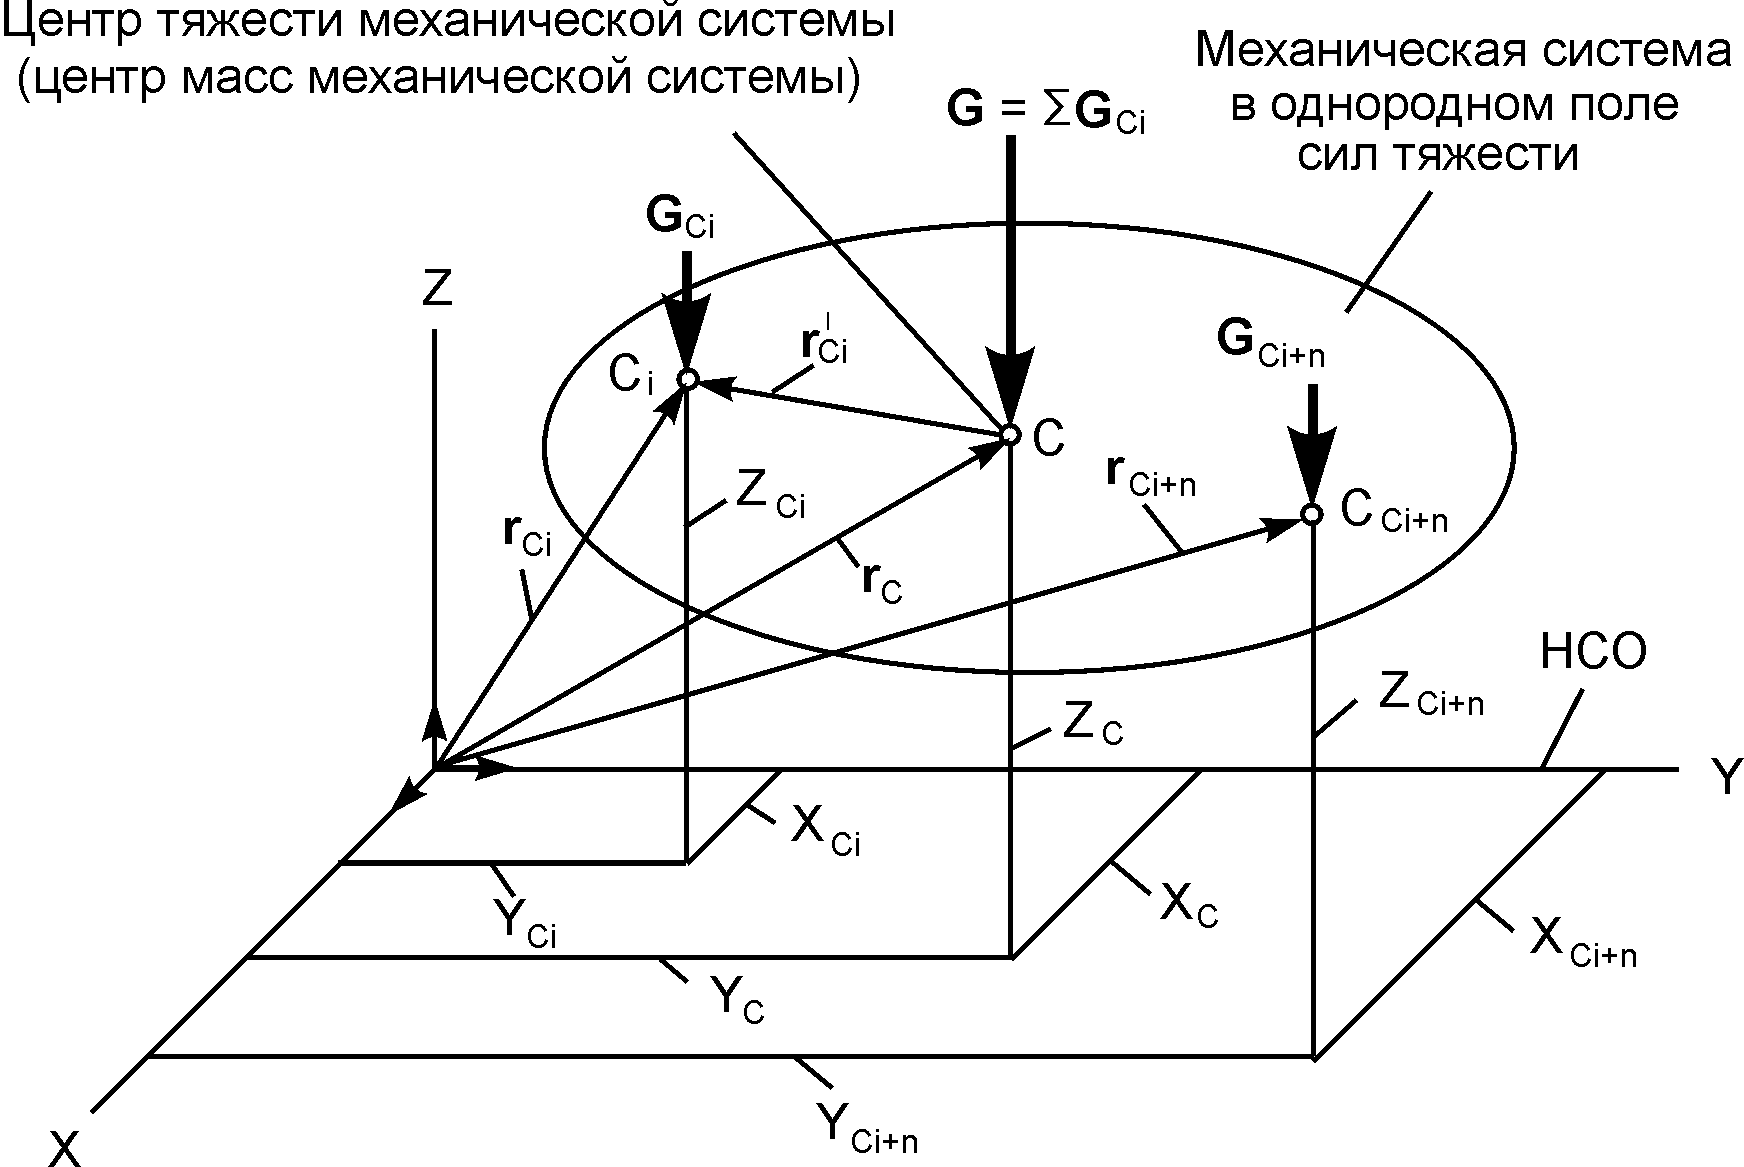 Центр тяжести механической системы
(центр масс механической системы)
Механическая система
в однородном поле
сил тяжести
G = ΣG Ci
G Ci
Z
r ׀ Ci
G Ci+n
C i
C
Z Ci
r Ci+n
C Ci+n
r Ci
r C
НСО
Z Ci+n
Z C
Y
X Ci
X C
Y Ci
X Ci+n
Y C
Y Ci+n
X